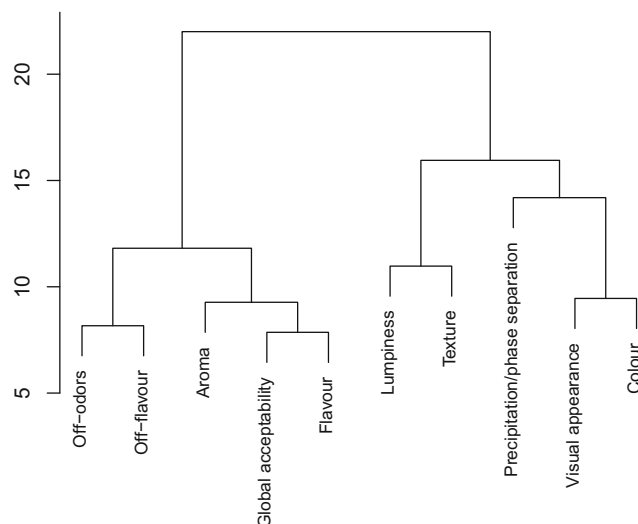 20
15
10
5
Off−odors
Off−flavour
Aroma
Global acceptability
Flavour
Lumpiness
Texture
Precipitation/phase separation
Visual appearance
Colour